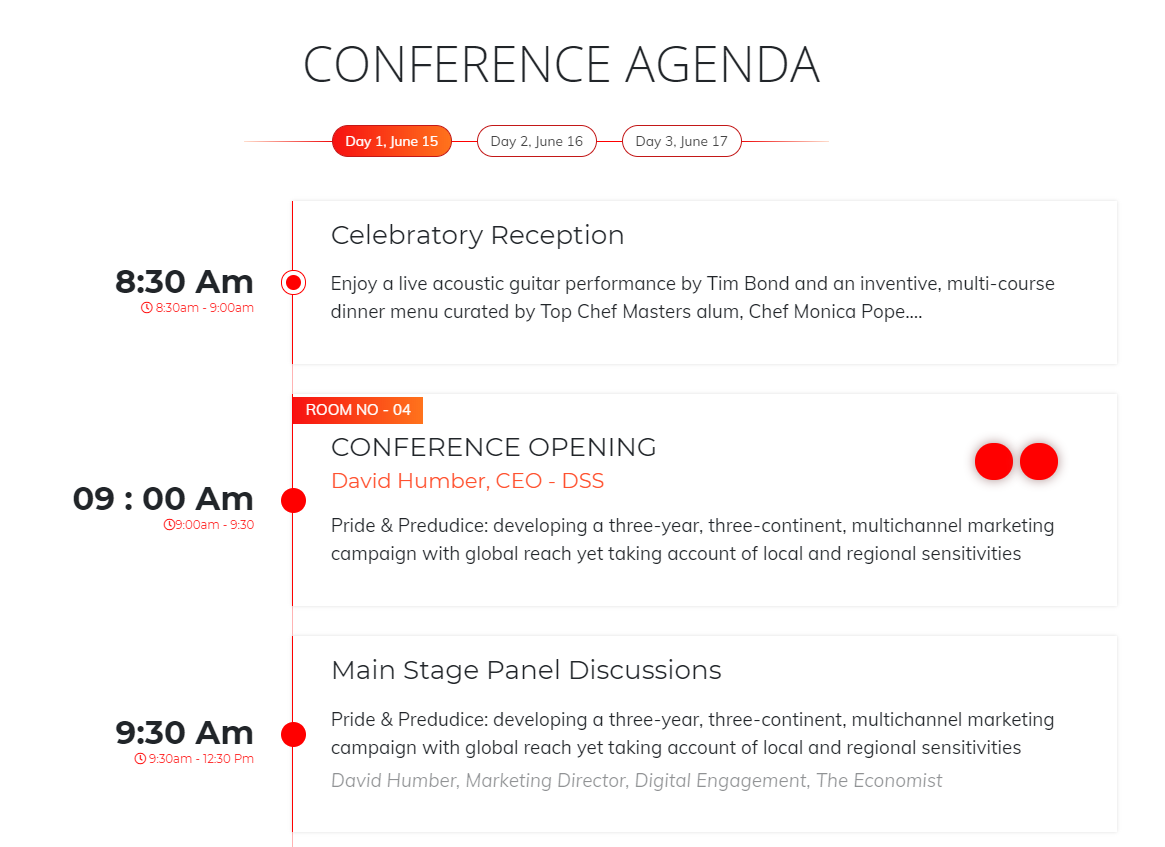 CONFERENCE AGENDA
Day 1, June 15
Day 2, June 16
Day 3, June 17
8:30 Am
8:30am - 9:00am
Celebratory Reception
Enjoy a live acoustic guitar performance by Tim Bond and an inventive, multi-course
dinner menu curated by Top Chef Masters alum, Chef Monica Pope....
09 : 00 Am
9:00am - 9:30
ROOM NO - 04
CONFERENCE OPENING
David Humber, CEO - DSS
Pride & Predudice: developing a three-year, three-continent, multichannel marketing
campaign with global reach yet taking account of local and regional sensitivities
9:30 Am
9:30am - 12:30 Pm
Main Stage Panel Discussions
Pride & Predudice: developing a three-year, three-continent, multichannel marketing
campaign with global reach yet taking account of local and regional sensitivities
David Humber, Marketing Director, Digital Engagement, The Economist